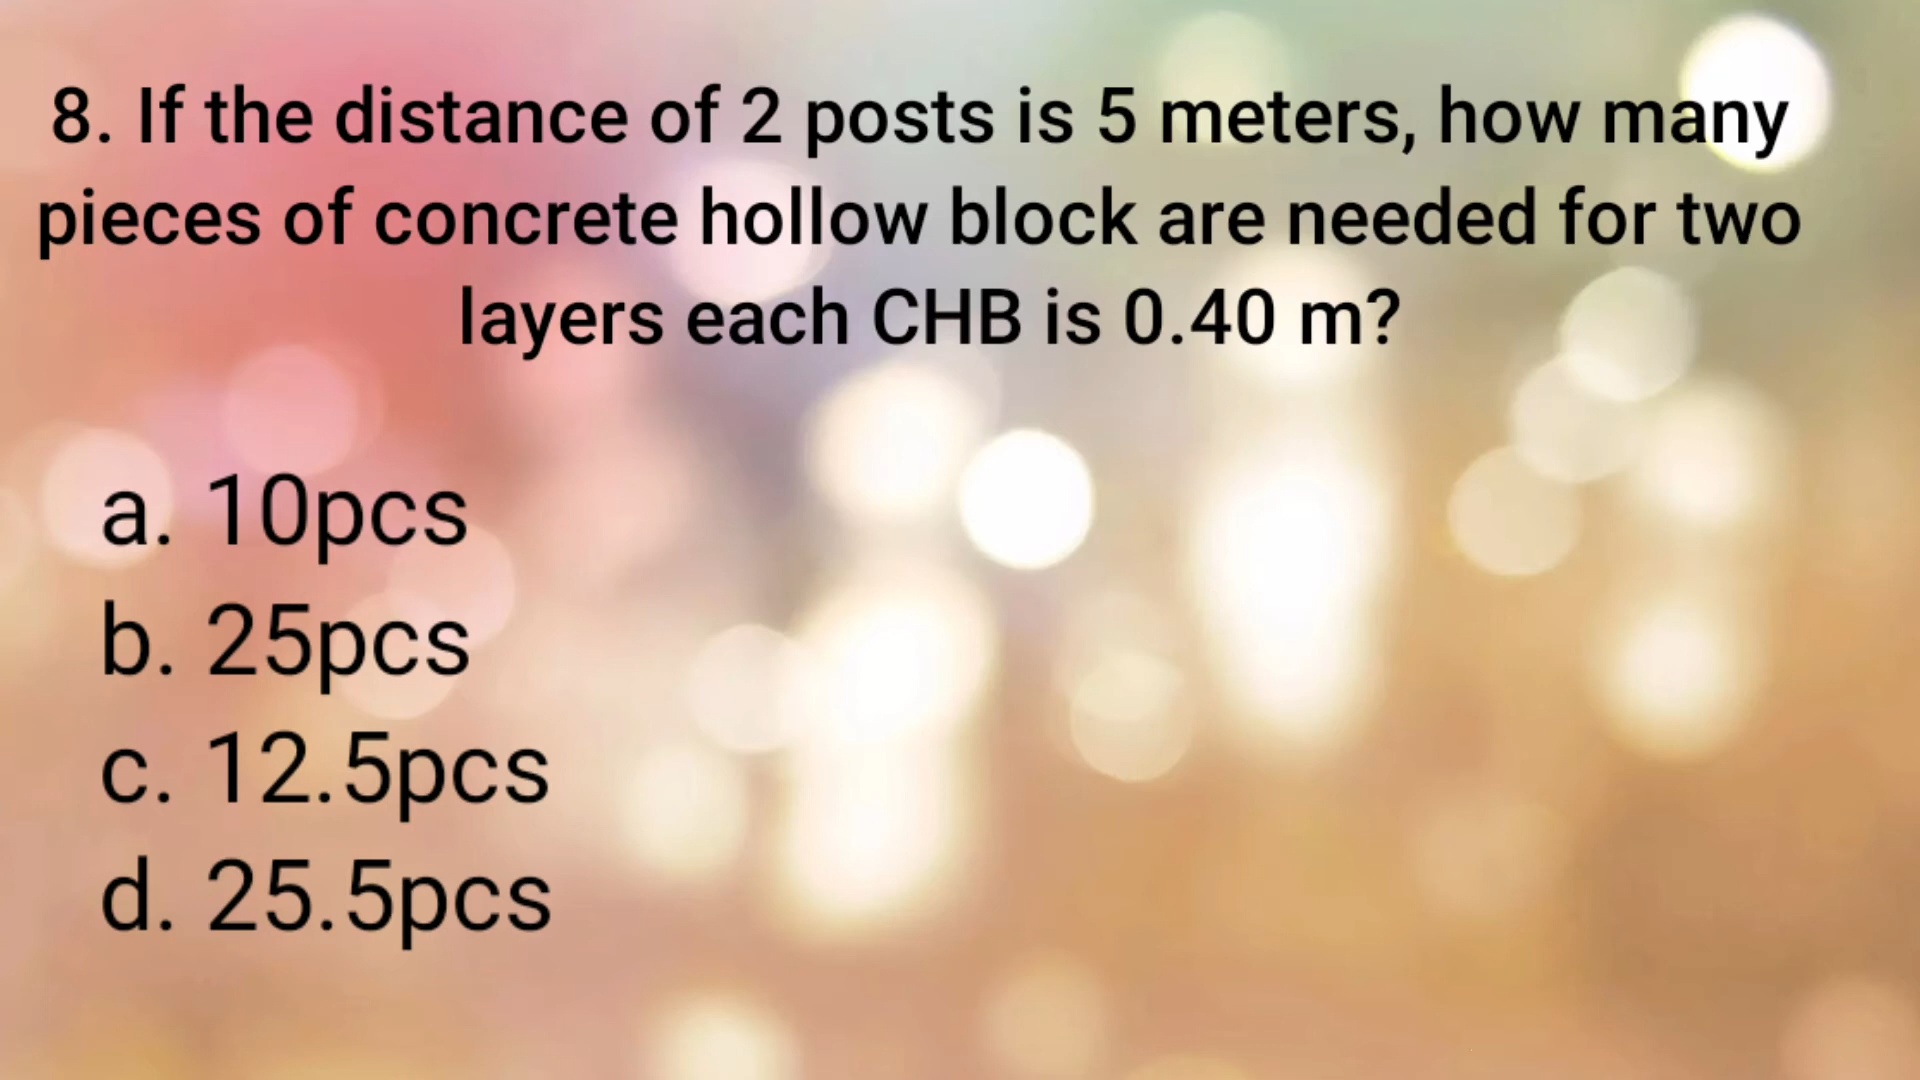 8. If the distance of 2 posts is 5 meters, how many
pieces of concrete hollow block are needed for two
layers each CHB is 0.40 m?
a. 10pcs
b. 25pcs
c. 12.5pcs
d. 25.5pcs